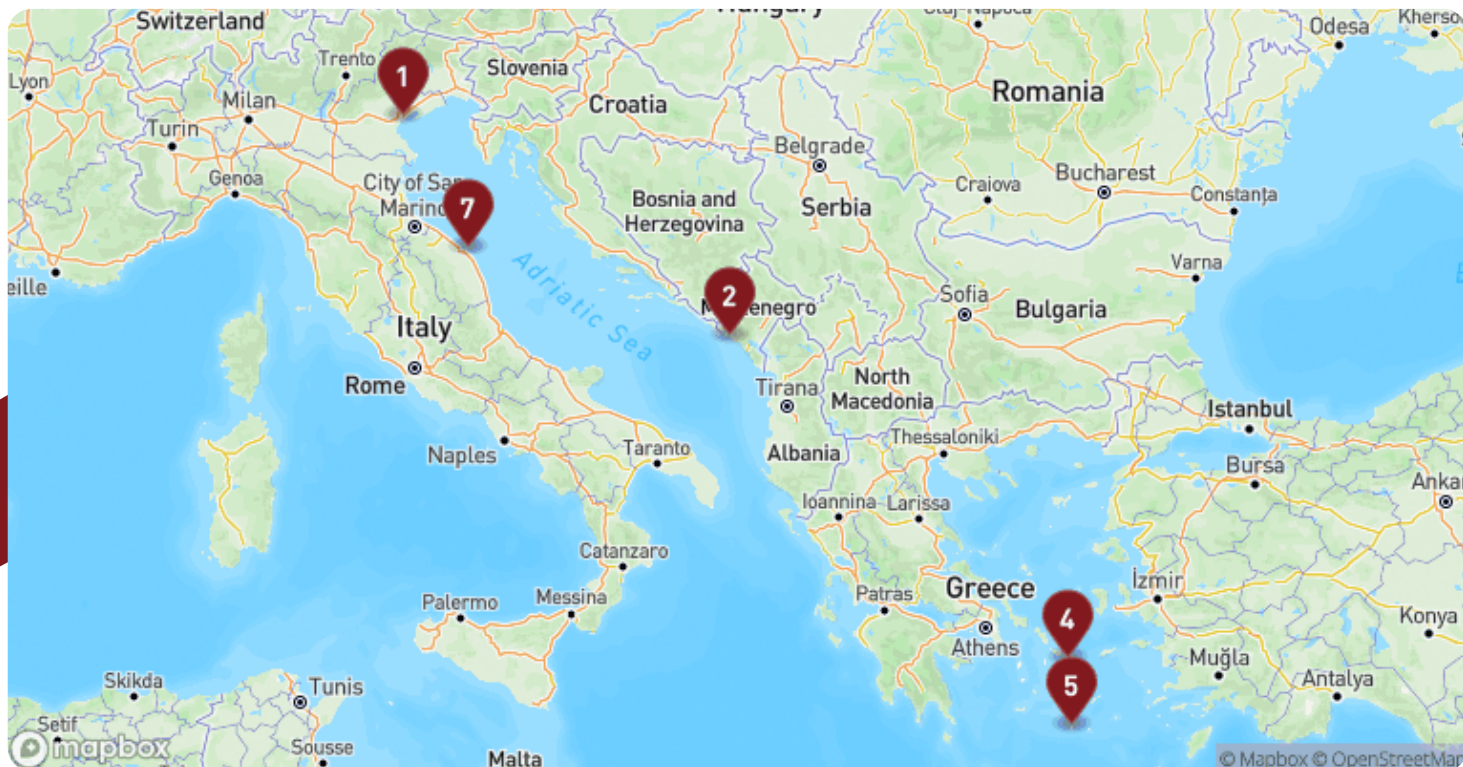 Hungary
Cluj-Napoca
Switzerland
Odesa
Trento
1
Slovenia
Lyon
Milan
Croatia
Romania
Turin
Belgrade
Genoa
City of San
Marino
7
Bosnia and
Herzegovina
Serbia
Craiova
Bucharest
Constanța
Adriatic Sea
Varna
eille
2
Montenegro
Sofia
Bulgaria
Italy
Rome
Tirana
North
Macedonia
Istanbul
Naples
Taranto
Albania
Thessaloniki
Bursa
Ioannina
Larissa
Ankar
Catanzaro
İzmir
Palermo
Messina
Patras
Greece
4
Konya
Athens
Muğla
Skikda
Tunis
5
Antalya
Setif
mapbox
Sousse
Malta
© Mapbox © OpenStreetMap